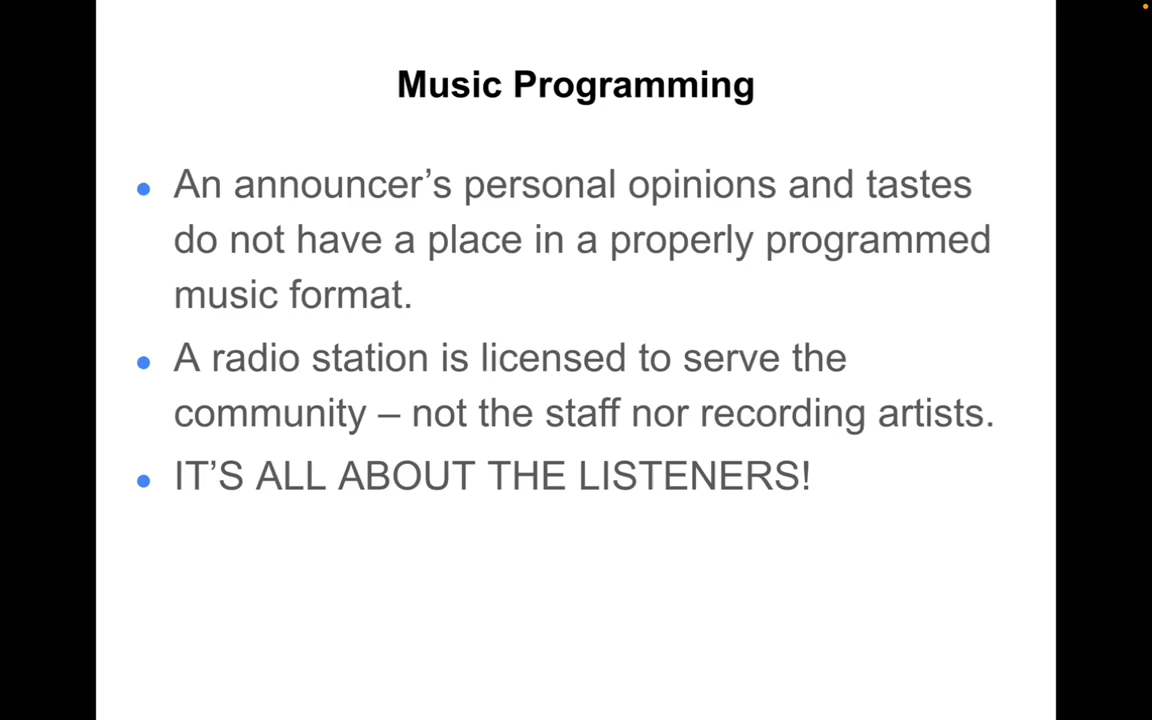 Music Programming
An announcer’s personal opinions and tastes
do not have a place in a properly programmed
music format.
A radio station is licensed to serve the
community – not the staff nor recording artists.
IT’S ALL ABOUT THE LISTENERS!